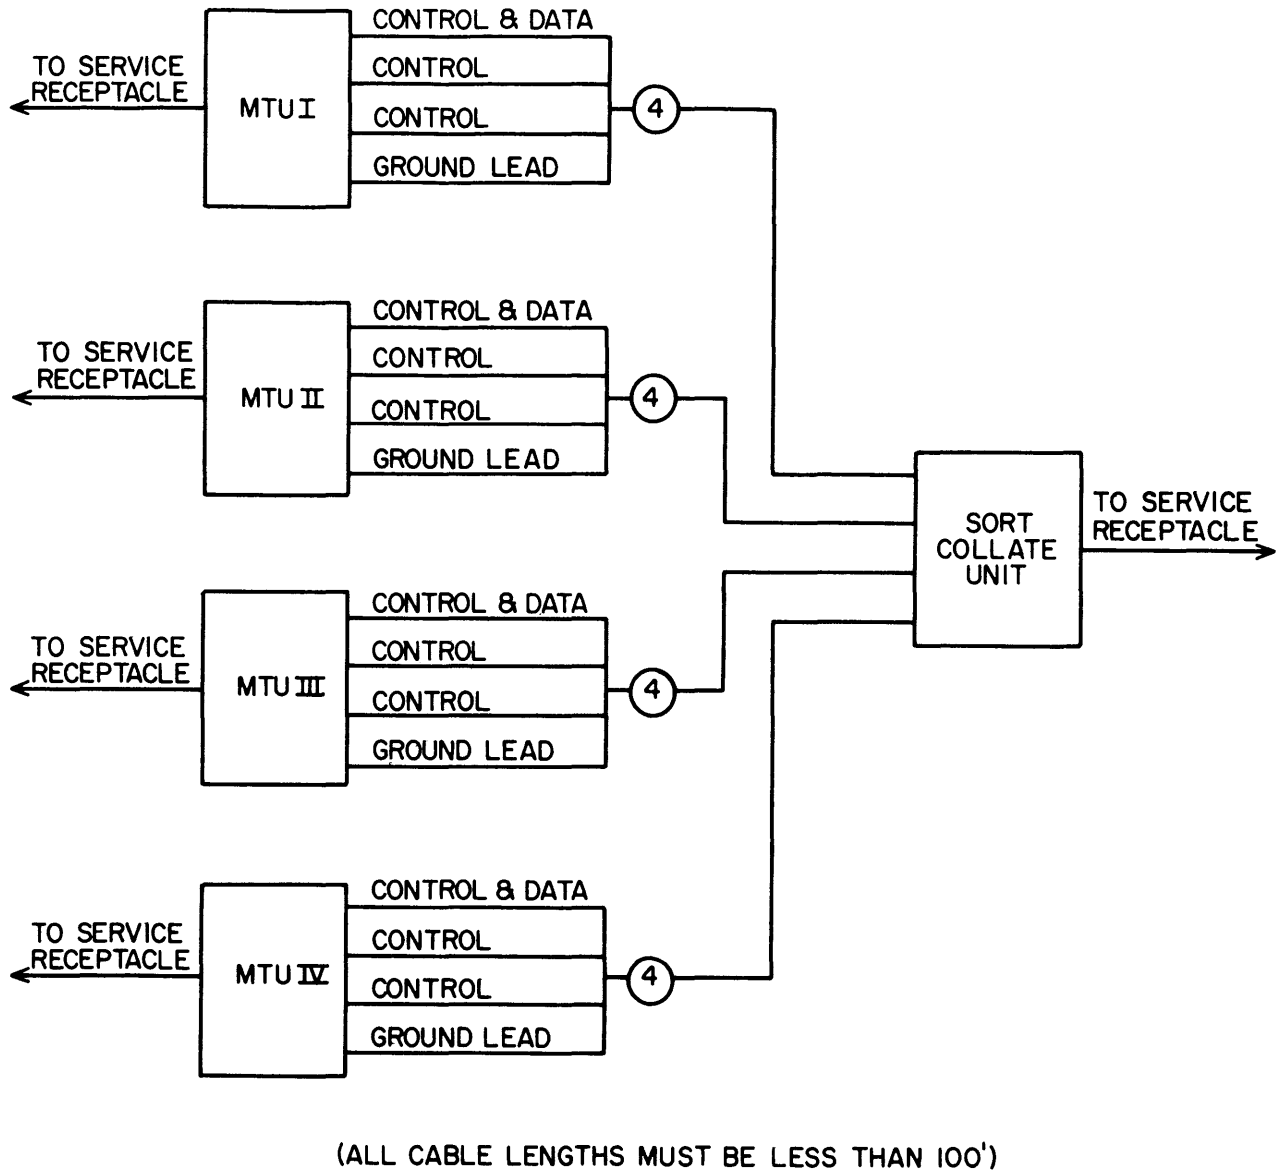 CONTROL & DATA
TO SERVICE
RECEPTACLE
MTU I
CONTROL
4
CONTROL
GROUND LEAD
CONTROL & DATA
TO SERVICE
RECEPTACLE
MTU II
CONTROL
4
CONTROL
GROUND LEAD
SORT
COLLATE
UNIT
TO SERVICE
RECEPTACLE
CONTROL & DATA
TO SERVICE
RECEPTACLE
MTU III
CONTROL
4
CONTROL
GROUND LEAD
CONTROL & DATA
TO SERVICE
RECEPTACLE
MTU IV
CONTROL
4
CONTROL
GROUND LEAD
(ALL CABLE LENGTHS MUST BE LESS THAN 100')